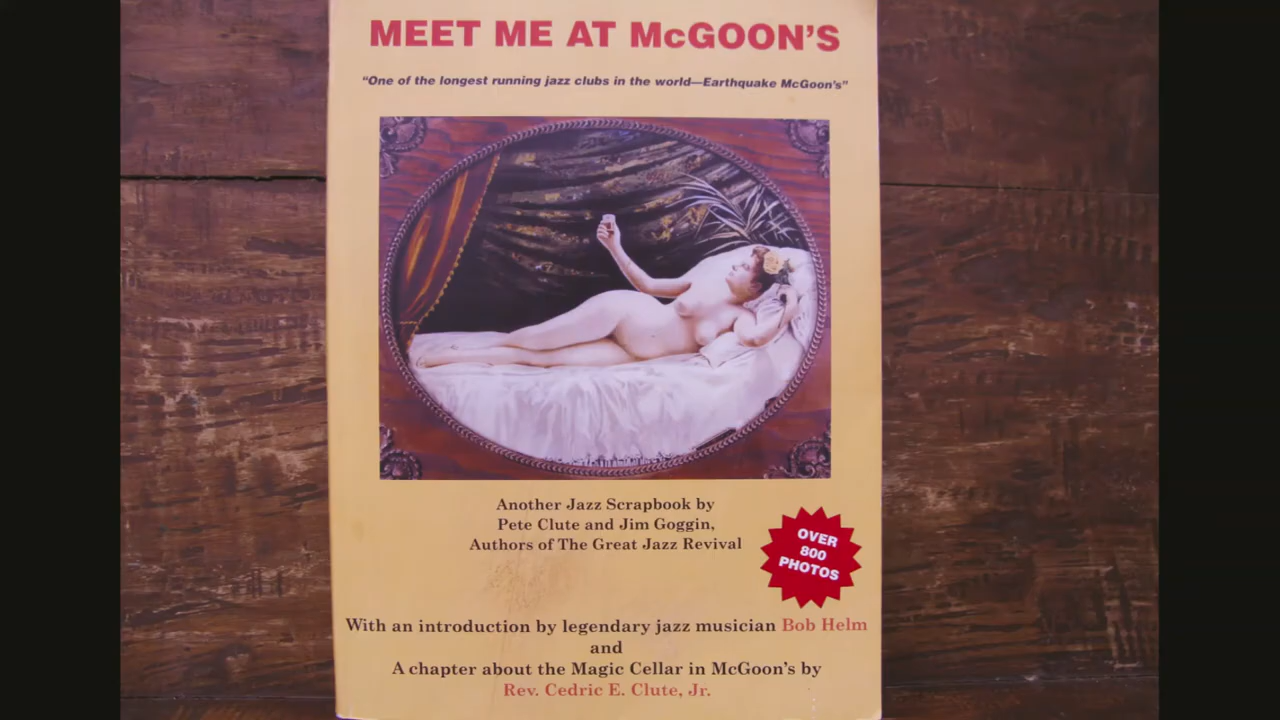 MEET ME AT McGOON'S
"One of the longest running jazz clubs in the world—Earthquake McGoon's"
Another Jazz Scrapbook by
Pete Clute and Jim Goggin,
Authors of The Great Jazz Revival
OVER
800
PHOTOS
With an introduction by legendary jazz musician Bob Helm
and
A chapter about the Magic Cellar in McGoon's by
Rev. Cedric E. Clute, Jr.